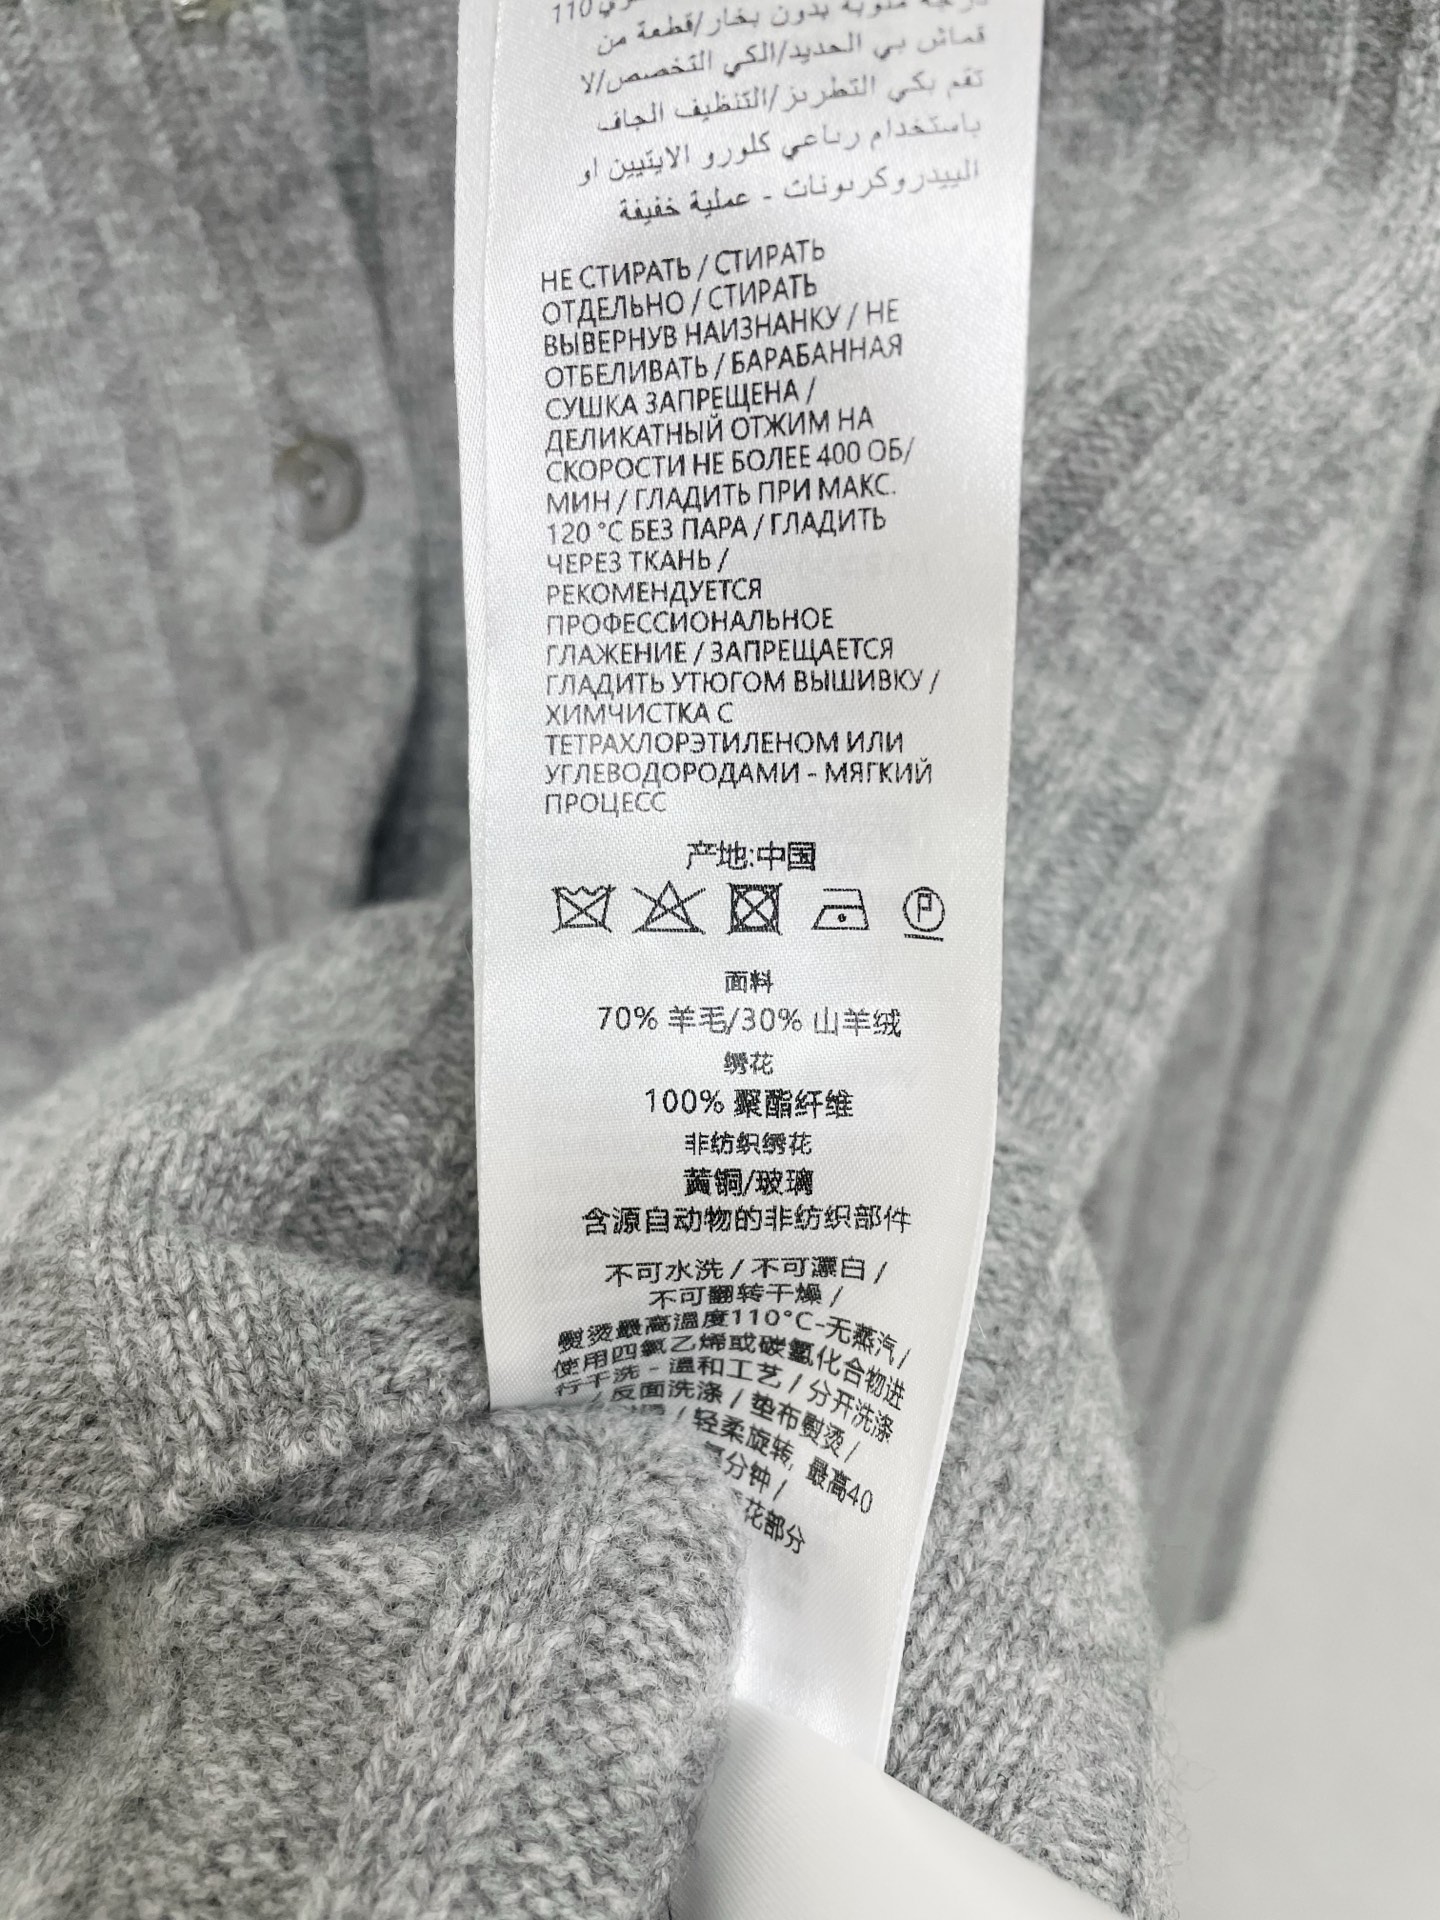 قماش بي الحديد/الكي التخصص/لا
تقم بكي التطريز/التنظيف الجاف
باستخدام رباعي كلورو الايتيين او
الييدروكربونات - عملية خفيفة
НЕ СТИРАТЬ / СТИРАТЬ
ОТДЕЛЬНО / СТИРАТЬ
ВЫВЕРНУВ НАИЗНАНКУ / НЕ
ОТБЕЛИВАТЬ / БАРАБАННАЯ
СУШКА ЗАПРЕЩЕНА /
ДЕЛИКАТНЫЙ ОТЖИМ НА
СКОРОСТИ НЕ БОЛЕЕ 400 ОБ/
МИН / ГЛАДИТЬ ПРИ МАКС.
120 °C БЕЗ ПАРА / ГЛАДИТЬ
ЧЕРЕЗ ТКАНЬ /
РЕКОМЕНДУЕТСЯ
ПРОФЕССИОНАЛЬНОЕ
ГЛАЖЕНИЕ / ЗАПРЕЩАЕТСЯ
ГЛАДИТЬ УТЮГОМ ВЫШИВКУ /
ХИМЧИСТКА С
ТЕТРАХЛОРЭТИЛЕНОМ ИЛИ
УГЛЕВОДОРОДАМИ - МЯГКИЙ
ПРОЦЕСС
产地:中国
P
面料
70% 羊毛/30% 山羊绒
绣花
100% 聚酯纤维
非纺织绣花
黄铜/玻璃
含源自动物的非纺织部件
不可水洗 / 不可漂白 /
不可翻转干燥 /
熨烫最高温度110°C-无蒸汽 /
使用四氯乙烯或碳氢化合物进
行干洗 - 温和工艺 / 分开洗涤
/ 反面洗涤 / 垫布熨烫 /
/ 轻柔旋转, 最高40
分钟 /
花部分